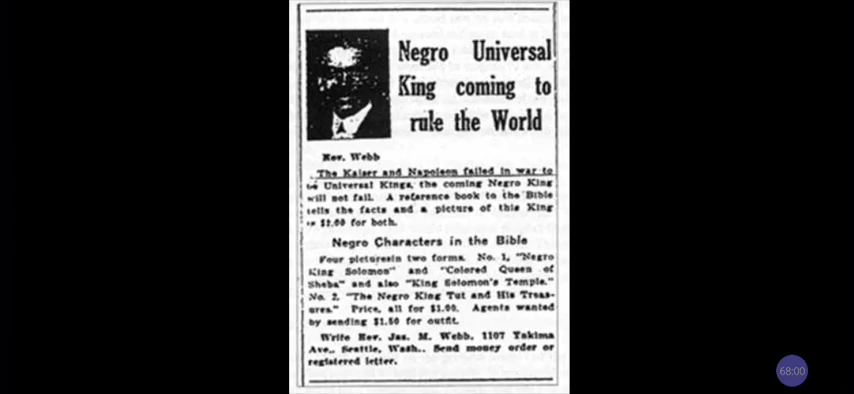 Negro Universal
King coming to
rule the World
Rev. Webb
The Kaiser and Napoleon failed in war to
be Universal Kings, the coming Negro King
will not fail. A reference book to the Bible
tells the facts and a picture of this King
is $2.00 for both.
Negro Characters in the Bible
Four picturesin two forms. No. 1, "Negro
King Solomon" and "Colored Queen of
Sheba" and also "King Solomon's Temple."
No. 2, "The Negro King Tut and His Treas-
ures." Price, all for $1.00. Agents wanted
by sending $1.50 for outfit.
Write Rev. Jas. M. Webb, 1107 Yakima
Ave., Seattle, Wash.. Send money order or
registered letter.
68:00